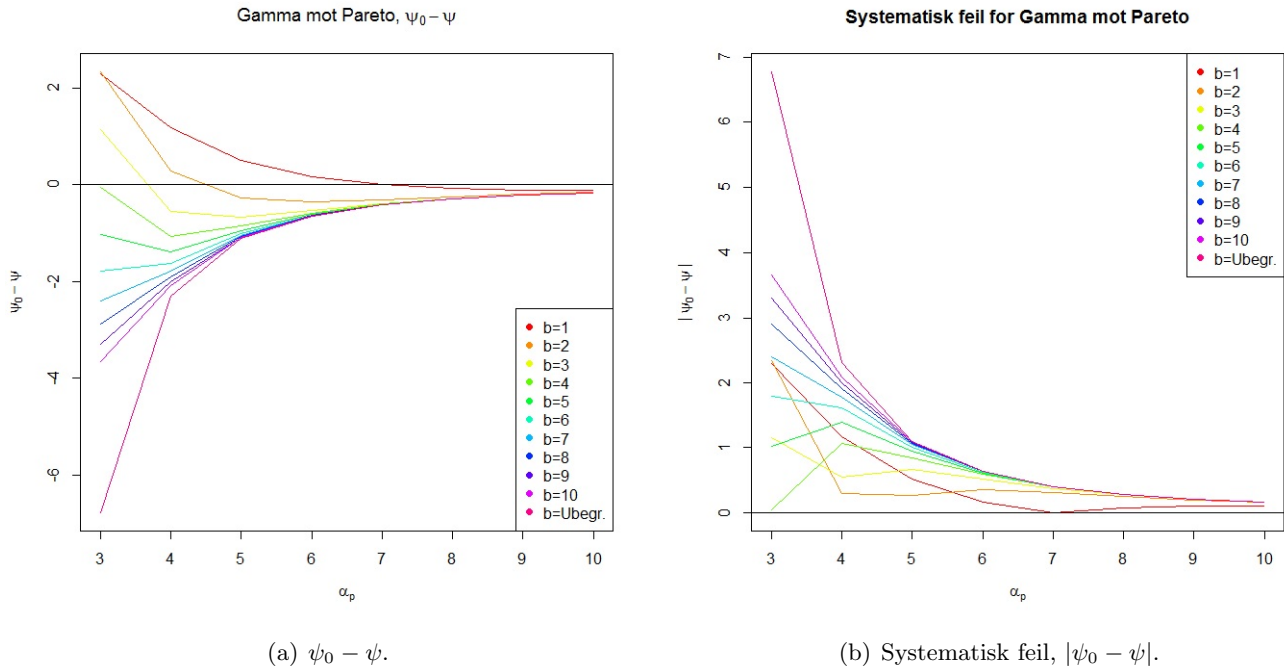 Gamma mot Pareto, ψ₀ − ψ
ψ₀ − ψ
2
0
-2
-4
-6
b=1
b=2
b=3
b=4
b=5
b=6
b=7
b=8
b=9
b=10
b=Ubegr.
3 4 5 6 7 8 9 10
αₚ
(a) ψ₀ − ψ.
Systematisk feil for Gamma mot Pareto
| ψ₀ − ψ |
7
6
5
4
3
2
1
0
b=1
b=2
b=3
b=4
b=5
b=6
b=7
b=8
b=9
b=10
b=Ubegr.
3 4 5 6 7 8 9 10
αₚ
(b) Systematisk feil, |ψ₀ − ψ|.